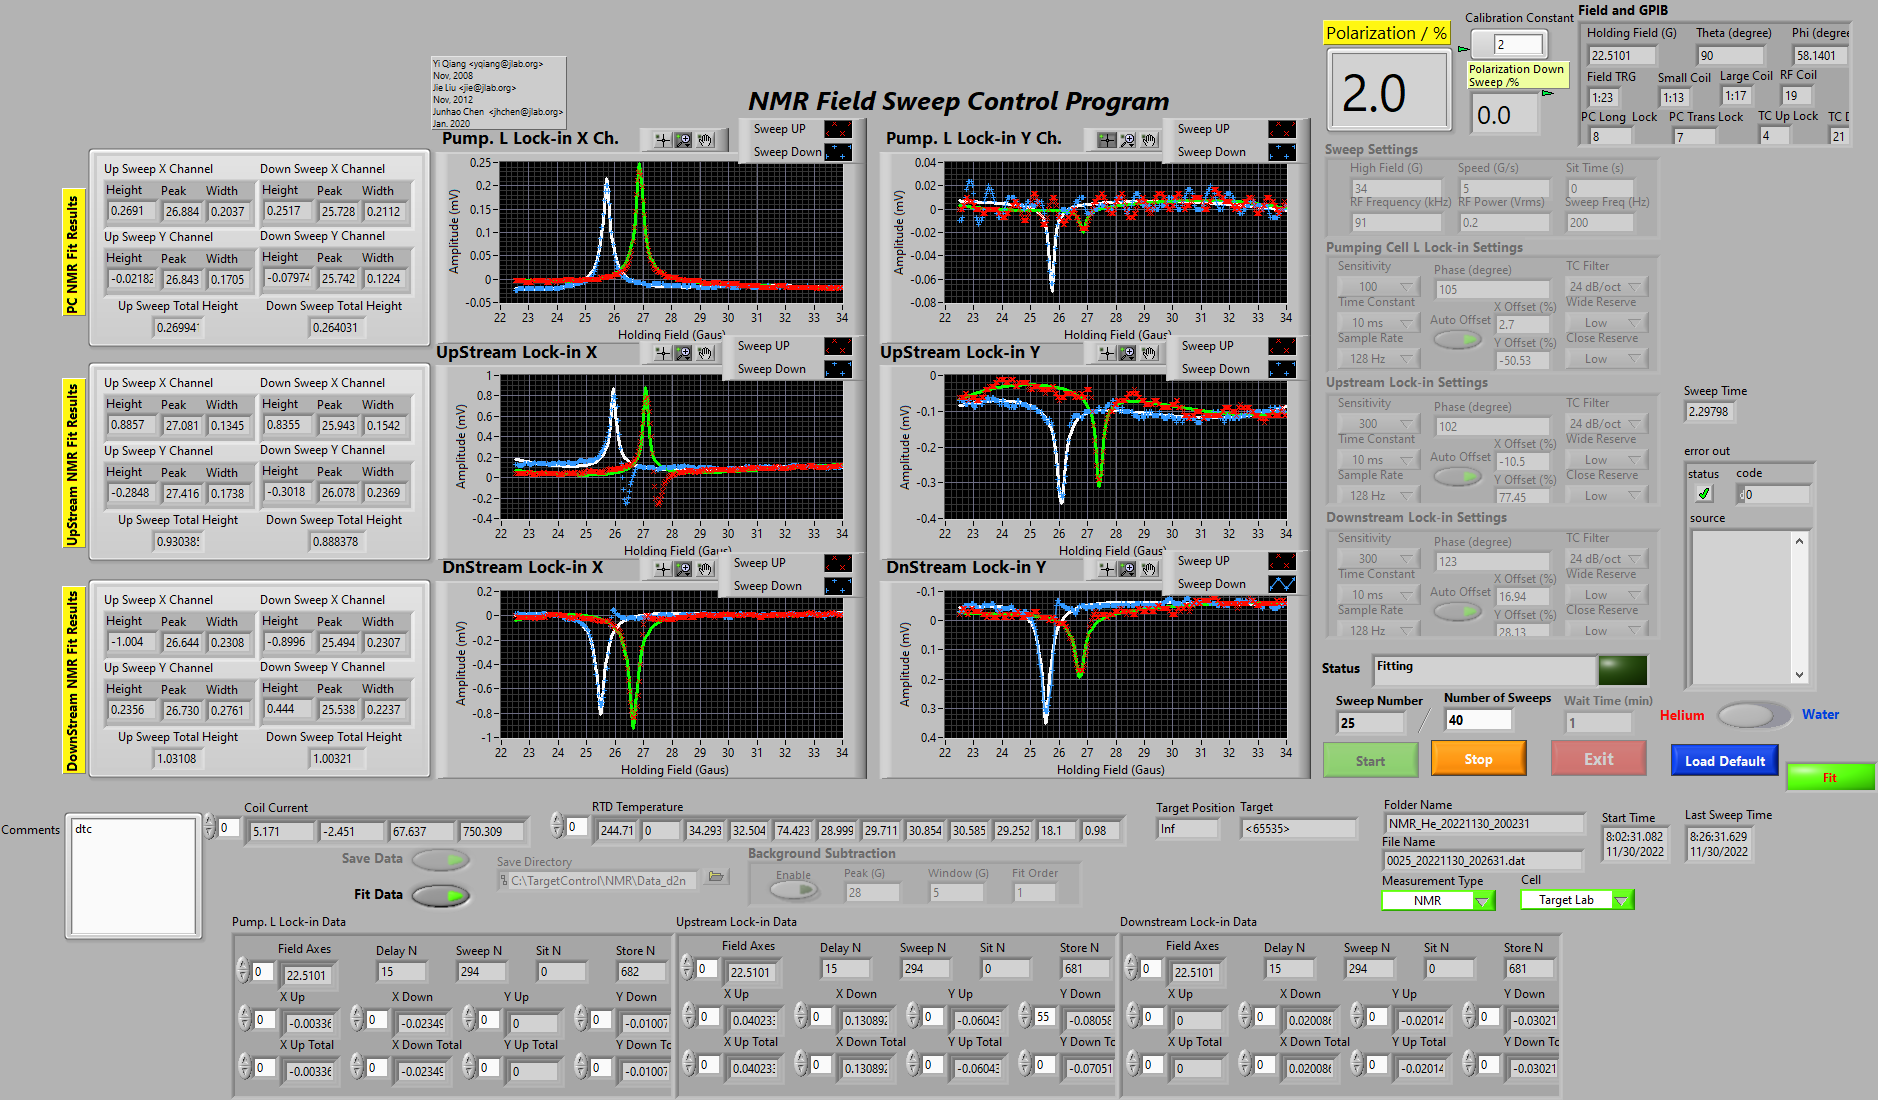 Yi Qiang <yqiang@jlab.org>
Nov, 2008
Jie Liu <jie@jlab.org>
Nov, 2012
Junhao Chen <jhchen@jlab.org>
Jan. 2020
NMR Field Sweep Control Program
Polarization / %
2.0
Calibration Constant
2
Polarization Down
Sweep /%
0.0
Field and GPIB
Holding Field (G) Theta (degree) Phi (degree
22.5101 90 58.1401
Field TRG Small Coil Large Coil RF Coil
1:23 1:13 1:17 19
PC Long Lock PC Trans Lock TC Up Lock TC D
8 7 4 21
PC NMR Fit Results
Up Sweep X Channel Down Sweep X Channel
Height Peak Width Height Peak Width
0.2691 26.884 0.2037 0.2517 25.728 0.2112
Up Sweep Y Channel Down Sweep Y Channel
Height Peak Width Height Peak Width
-0.02182 26.843 0.1705 -0.07974 25.742 0.1224
Up Sweep Total Height Down Sweep Total Height
0.26994 0.264031
Pump. L Lock-in X Ch.
Sweep UP
Sweep Down
Amplitude (mV)
0.25
0.2
0.15
0.1
0.05
0
-0.05
22 23 24 25 26 27 28 29 30 31 32 33 34
Holding Field (Gaus)
Pump. L Lock-in Y Ch.
Sweep UP
Sweep Down
Amplitude (mV)
0.04
0.02
0
-0.02
-0.04
-0.06
-0.08
22 23 24 25 26 27 28 29 30 31 32 33 34
Holding Field (Gaus)
UpStream NMR Fit Results
Up Sweep X Channel Down Sweep X Channel
Height Peak Width Height Peak Width
0.8857 27.081 0.1345 0.8355 25.943 0.1542
Up Sweep Y Channel Down Sweep Y Channel
Height Peak Width Height Peak Width
-0.2848 27.416 0.1738 -0.3018 26.078 0.2369
Up Sweep Total Height Down Sweep Total Height
0.93038 0.888378
UpStream Lock-in X
Sweep UP
Sweep Down
Amplitude (mV)
1
0.8
0.6
0.4
0.2
0
-0.2
-0.4
22 23 24 25 26 27 28 29 30 31 32 33 34
Holding Field (Gaus)
UpStream Lock-in Y
Sweep UP
Sweep Down
Amplitude (mV)
0
-0.1
-0.2
-0.3
-0.4
22 23 24 25 26 27 28 29 30 31 32 33 34
Holding Field (Gaus)
DownStream NMR Fit Results
Up Sweep X Channel Down Sweep X Channel
Height Peak Width Height Peak Width
-1.004 26.644 0.2308 -0.8996 25.494 0.2307
Up Sweep Y Channel Down Sweep Y Channel
Height Peak Width Height Peak Width
0.2356 26.730 0.2761 0.444 25.538 0.2237
Up Sweep Total Height Down Sweep Total Height
1.03108 1.00321
DnStream Lock-in X
Sweep UP
Sweep Down
Amplitude (mV)
0.2
0
-0.2
-0.4
-0.6
-0.8
-1
22 23 24 25 26 27 28 29 30 31 32 33 34
Holding Field (Gaus)
DnStream Lock-in Y
Sweep UP
Sweep Down
Amplitude (mV)
-0.1
0
0.1
0.2
0.3
0.4
22 23 24 25 26 27 28 29 30 31 32 33 34
Holding Field (Gaus)
Sweep Settings
High Field (G) Speed (G/s) Sit Time (s)
34 5 0
RF Frequency (kHz) RF Power (Vrms) Sweep Freq (Hz)
91 0.2 200
Pumping Cell L Lock-in Settings
Sensitivity Phase (degree) TC Filter
100 105 24 dB/oct
Time Constant X Offset (%) Wide Reserve
10 ms Auto Offset 2.7 Low
Sample Rate Y Offset (%) Close Reserve
128 Hz -50.53 Low
Upstream Lock-in Settings
Sensitivity Phase (degree) TC Filter
300 102 24 dB/oct
Time Constant X Offset (%) Wide Reserve
10 ms Auto Offset -10.5 Low
Sample Rate Y Offset (%) Close Reserve
128 Hz 77.45 Low
Downstream Lock-in Settings
Sensitivity Phase (degree) TC Filter
300 123 24 dB/oct
Time Constant X Offset (%) Wide Reserve
10 ms Auto Offset 16.94 Low
Sample Rate Y Offset (%) Close Reserve
128 Hz 28.13 Low
Sweep Time
2.29798
error out
status code
0
source
Status Fitting
Sweep Number Number of Sweeps Wait Time (min)
25 / 40 1
Helium Water
Start Stop Exit Load Default Fit
Comments
dtc
Coil Current
0 5.171 -2.451 67.637 750.309
RTD Temperature
0 244.71 0 34.293 32.504 74.423 28.999 29.711 30.854 30.585 29.252 18.1 0.98
Target Position Target
Inf <65535>
Folder Name
NMR_He_20221130_200231
File Name
0025_20221130_202631.dat
Start Time
8:02:31.082
11/30/2022
Last Sweep Time
8:26:31.629
11/30/2022
Measurement Type Cell
NMR Target Lab
Save Data
Fit Data
Save Directory
C:\TargetControl\NMR\Data_d2n
Background Subtraction
Enable Peak (G) Window (G) Fit Order
28 5 1
Pump. L Lock-in Data
Field Axes Delay N Sweep N Sit N Store N
0 22.5101 15 294 0 682
X Up X Down Y Up Y Down
0 -0.00336 0 -0.02349 0 0 0 -0.01007
X Up Total X Down Total Y Up Total Y Down To
0 -0.00336 0 -0.02349 0 0 0 -0.01007
Upstream Lock-in Data
Field Axes Delay N Sweep N Sit N Store N
0 22.5101 15 294 0 681
X Up X Down Y Up Y Down
0 0.040233 0 0.130892 0 -0.06043 55 -0.08058
X Up Total X Down Total Y Up Total Y Down To
0 0.040233 0 0.130892 0 -0.06043 0 -0.07051
Downstream Lock-in Data
Field Axes Delay N Sweep N Sit N Store N
0 22.5101 15 294 0 681
X Up X Down Y Up Y Down
0 0 0 0.020086 0 -0.02014 0 -0.03021
X Up Total X Down Total Y Up Total Y Down To
0 0 0 0.020086 0 -0.02014 0 -0.03021